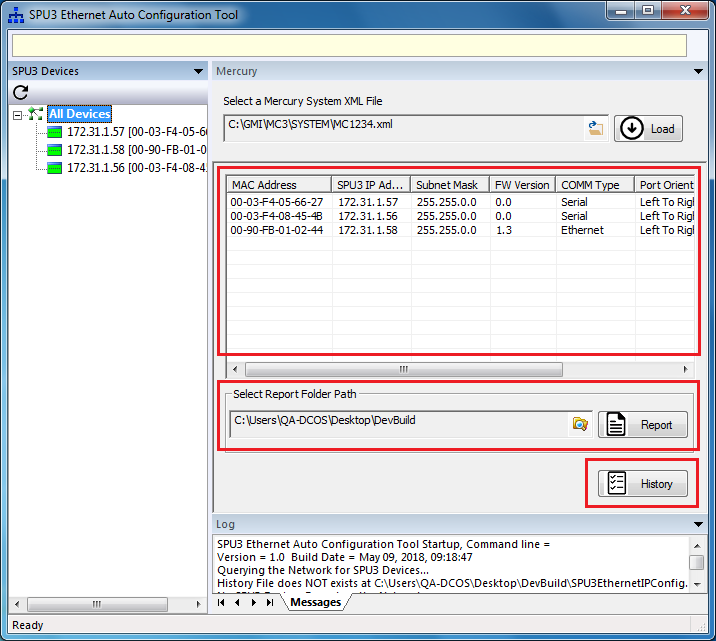 SPU3 Ethernet Auto Configuration Tool
SPU3 Devices
All Devices
172.31.1.57 [00-03-F4-05-6
172.31.1.58 [00-90-FB-01-0
172.31.1.56 [00-03-F4-08-4
Mercury
Select a Mercury System XML File
C:\GMI\MC3\SYSTEM\MC1234.xml
Load
MAC Address SPU3 IP Ad... Subnet Mask FW Version COMM Type Port Orient
00-03-F4-05-66-27 172.31.1.57 255.255.0.0 0.0 Serial Left To Righ
00-03-F4-08-45-4B 172.31.1.56 255.255.0.0 0.0 Serial Left To Righ
00-90-FB-01-02-44 172.31.1.58 255.255.0.0 1.3 Ethernet Left To Righ
Select Report Folder Path
C:\Users\QA-DCOS\Desktop\DevBuild
Report
History
Log
SPU3 Ethernet Auto Configuration Tool Startup, Command line =
Version = 1.0 Build Date = May 09, 2018, 09:18:47
Querying the Network for SPU3 Devices...
History File does NOT exists at C:\Users\QA-DCOS\Desktop\DevBuild\SPU3EthernetIPConfig.
Messages
Ready